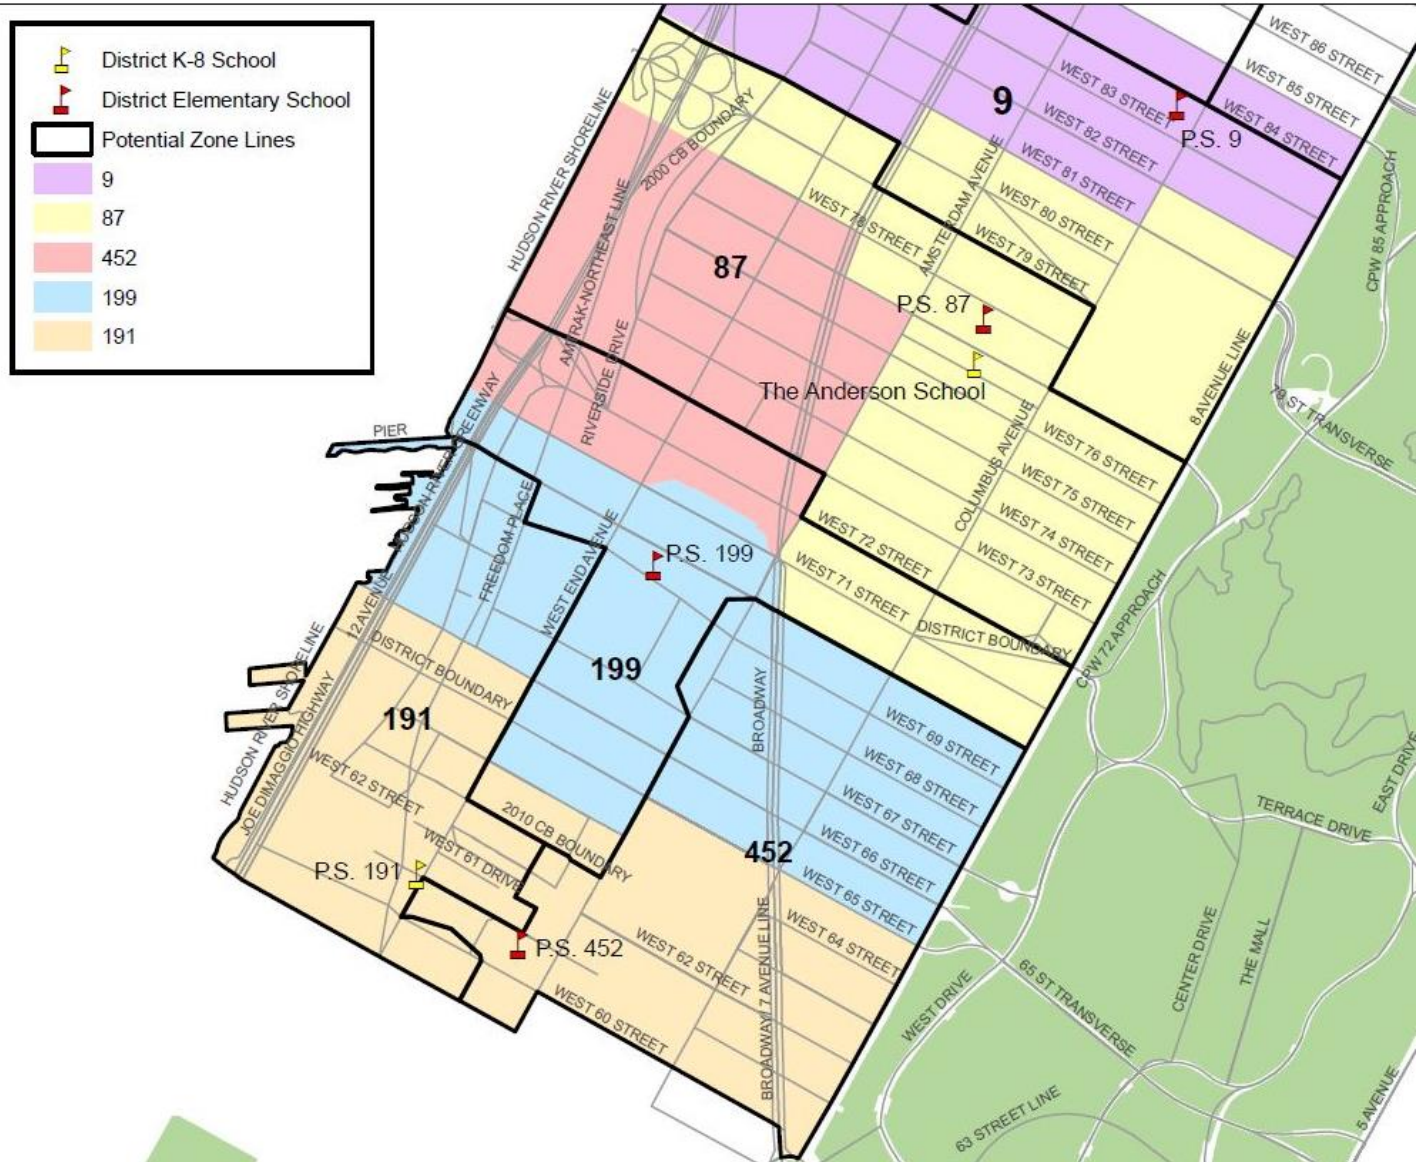 District K-8 School
District Elementary School
Potential Zone Lines
9
87
452
199
191
WEST 86 STREET
WEST 85 STREET
WEST 84 STREET
WEST 83 STREET
WEST 82 STREET
WEST 81 STREET
9
P.S. 9
WEST 80 STREET
WEST 79 STREET
WEST 78 STREET
2000 CB BOUNDARY
HUDSON RIVER SHORELINE
AMTRAK-NORTHEAST LINE
RIVERSIDE DRIVE
AMSTERDAM AVENUE
CPW 85 APPROACH
87
P.S. 87
The Anderson School
8 AVENUE LINE
79 ST TRANSVERSE
COLUMBUS AVENUE
WEST 76 STREET
WEST 75 STREET
WEST 74 STREET
WEST 73 STREET
WEST 72 STREET
WEST 71 STREET
DISTRICT BOUNDARY
CPW 72 APPROACH
PIER
HUDSON RIVER GREENWAY
FREEDOM PLACE
WEST END AVENUE
P.S. 199
199
12 AVENUE
DISTRICT BOUNDARY
HUDSON RIVER SHORELINE
JOE DIMAGGIO HIGHWAY
191
BROADWAY
WEST 69 STREET
WEST 68 STREET
WEST 67 STREET
WEST 66 STREET
WEST 65 STREET
452
WEST 62 STREET
2010 CB BOUNDARY
WEST 61 DRIVE
P.S. 191
P.S. 452
WEST 64 STREET
WEST 62 STREET
WEST 60 STREET
BROADWAY/ 7 AVENUE LINE
TERRACE DRIVE
EAST DRIVE
CENTER DRIVE
THE MALL
WEST DRIVE
65 ST TRANSVERSE
63 STREET LINE
5 AVENUE